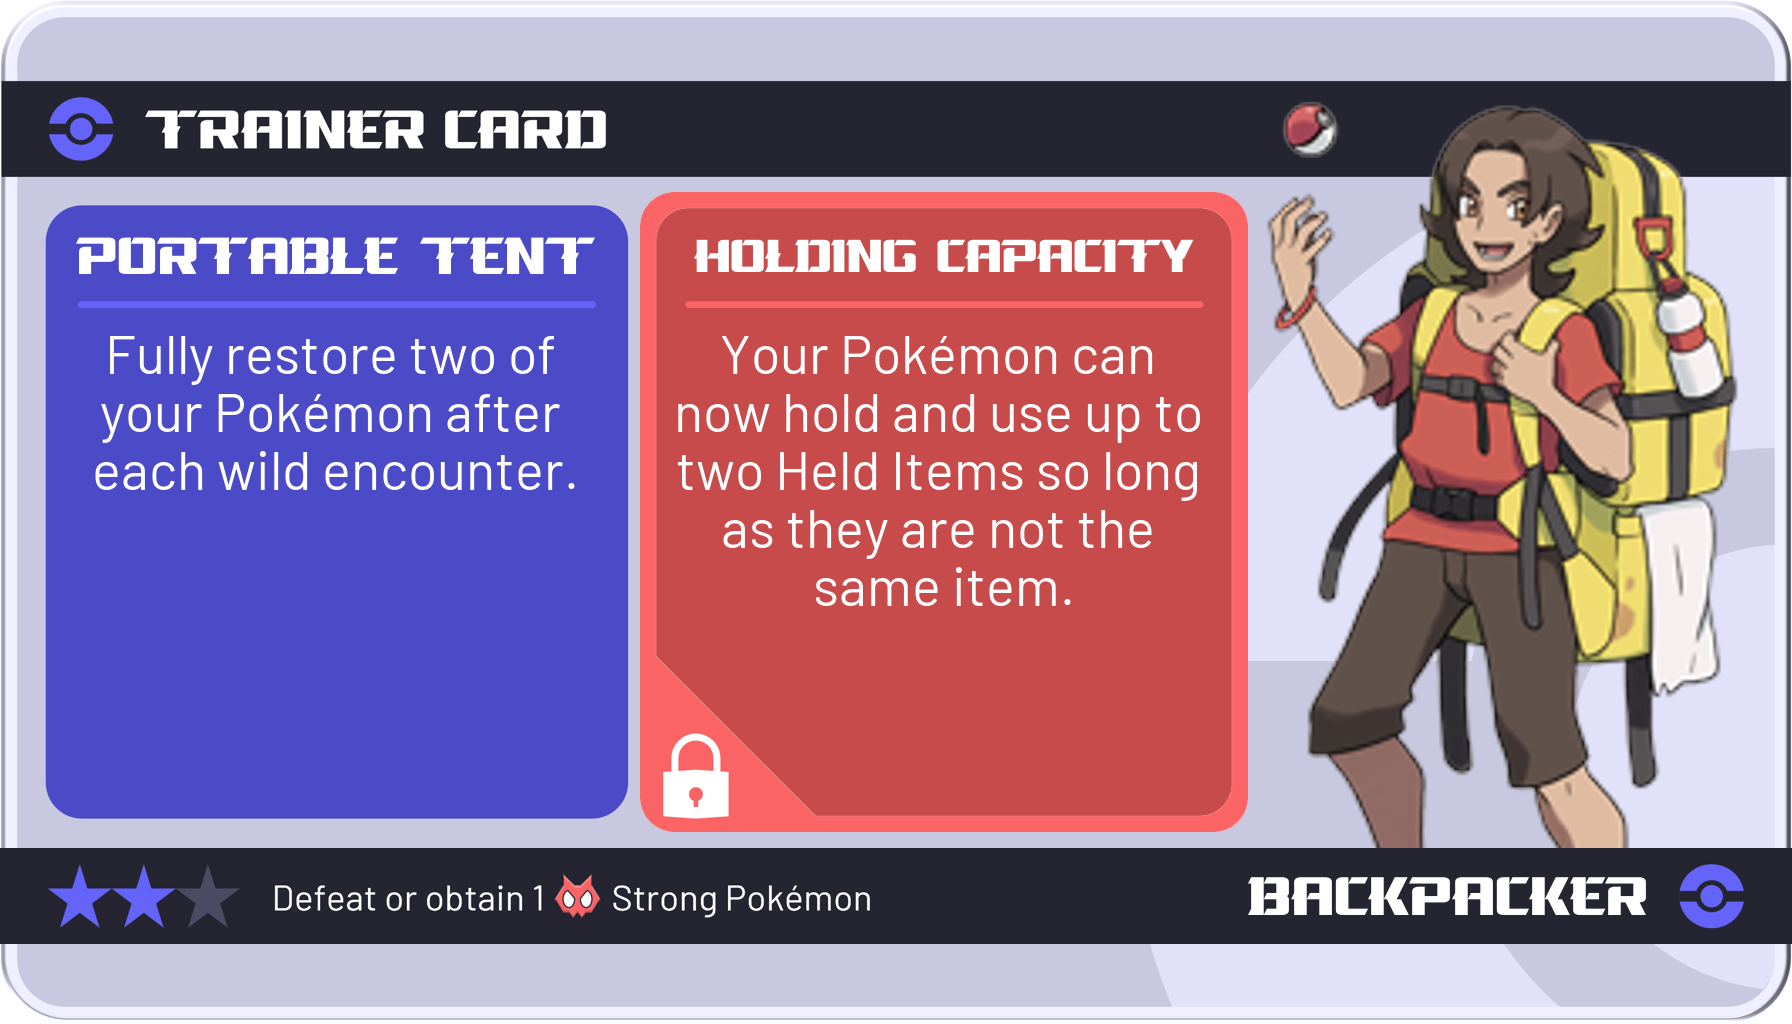 TRAINER CARD
PORTABLE TENT
Fully restore two of
your Pokémon after
each wild encounter.
HOLDING CAPACITY
Your Pokémon can
now hold and use up to
two Held Items so long
as they are not the
same item.
Defeat or obtain 1 Strong Pokémon
BACKPACKER